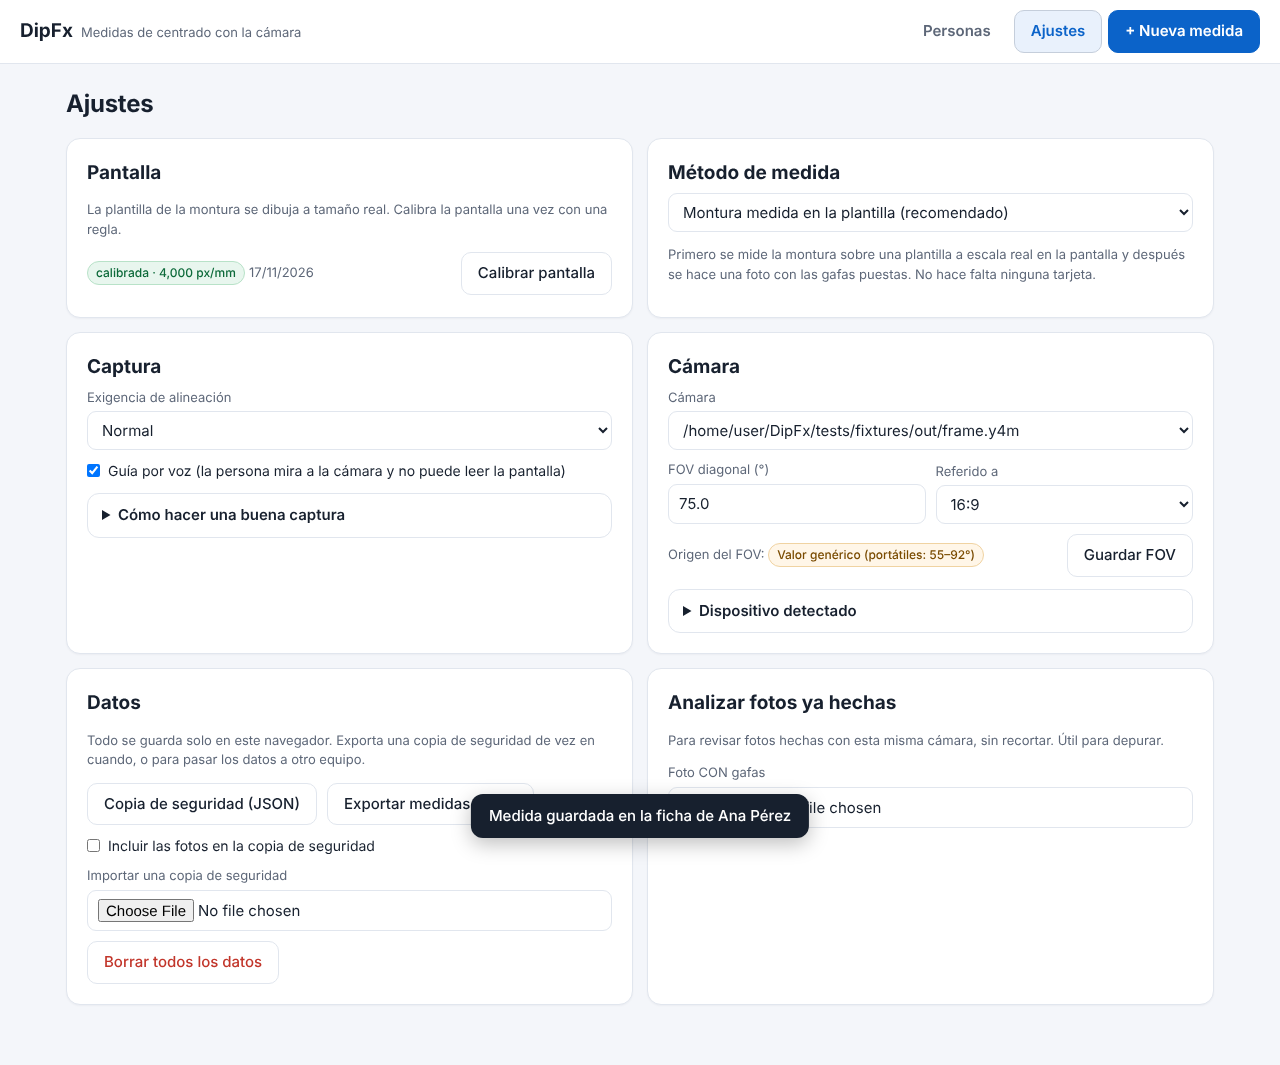 DipFx Medidas de centrado con la cámara
Personas
Ajustes
+ Nueva medida
Ajustes
Pantalla
La plantilla de la montura se dibuja a tamaño real. Calibra la pantalla una vez con una
regla.
calibrada · 4,000 px/mm 17/11/2026
Calibrar pantalla
Método de medida
Montura medida en la plantilla (recomendado)
Primero se mide la montura sobre una plantilla a escala real en la pantalla y después
se hace una foto con las gafas puestas. No hace falta ninguna tarjeta.
Captura
Exigencia de alineación
Normal
Guía por voz (la persona mira a la cámara y no puede leer la pantalla)
Cómo hacer una buena captura
Cámara
Cámara
/home/user/DipFx/tests/fixtures/out/frame.y4m
FOV diagonal (°)
75.0
Referido a
16:9
Origen del FOV: Valor genérico (portátiles: 55–92°)
Guardar FOV
Dispositivo detectado
Datos
Todo se guarda solo en este navegador. Exporta una copia de seguridad de vez en
cuando, o para pasar los datos a otro equipo.
Copia de seguridad (JSON)
Exportar medidas
Incluir las fotos en la copia de seguridad
Importar una copia de seguridad
Choose File No file chosen
Borrar todos los datos
Analizar fotos ya hechas
Para revisar fotos hechas con esta misma cámara, sin recortar. Útil para depurar.
Foto CON gafas
ile chosen
Medida guardada en la ficha de Ana Pérez